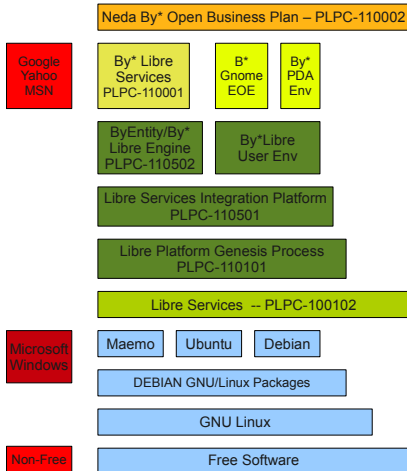 Neda By* Open Business Plan – PLPC-110002
Google
Yahoo
MSN
By* Libre
Services
PLPC-110001
B*
Gnome
EOE
By*
PDA
Env
ByEntity/By*
Libre Engine
PLPC-110502
By*Libre
User Env
Libre Services Integration Platform
PLPC-110501
Libre Platform Genesis Process
PLPC-110101
Libre Services -- PLPC-100102
Microsoft
Windows
Maemo
Ubuntu
Debian
DEBIAN GNU/Linux Packages
GNU Linux
Non-Free
Free Software